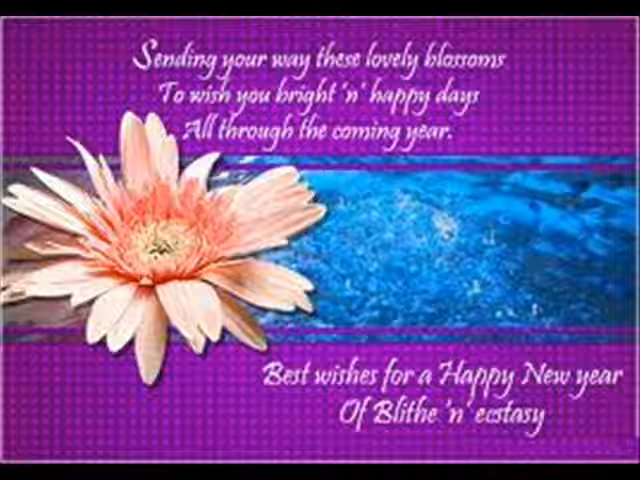 Sending your way these lovely blossoms
To wish you bright 'n' happy days
All through the coming year.
Best wishes for a Happy New year
Of Blithe 'n' ecstasy